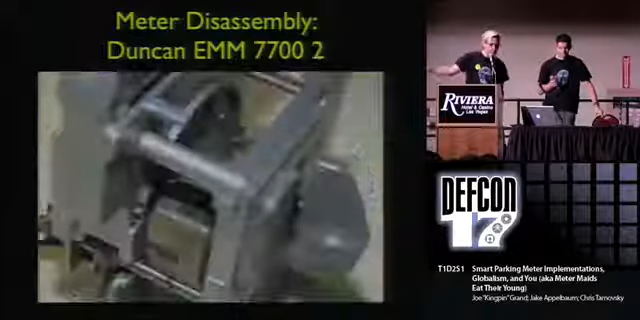 Meter Disassembly:
Duncan EMM 7700 2
RIVIERA
Hotel & Casino
Las Vegas
DEFCON
17
T1D2S1 Smart Parking Meter Implementations,
Globalism, and You (aka Meter Maids
Eat Their Young)
Joe "Kingpin" Grand; Jake Appelbaum; Chris Tarnovsky